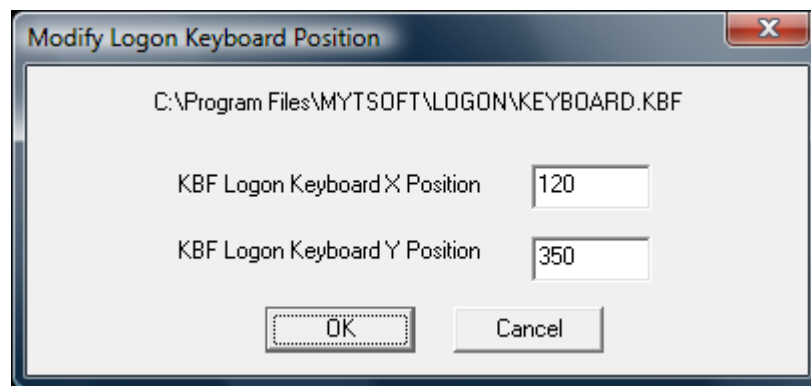 Modify Logon Keyboard Position
C:\Program Files\MYTSOFT\LOGON\KEYBOARD.KBF
KBF Logon Keyboard X Position 120
KBF Logon Keyboard Y Position 350
OK Cancel